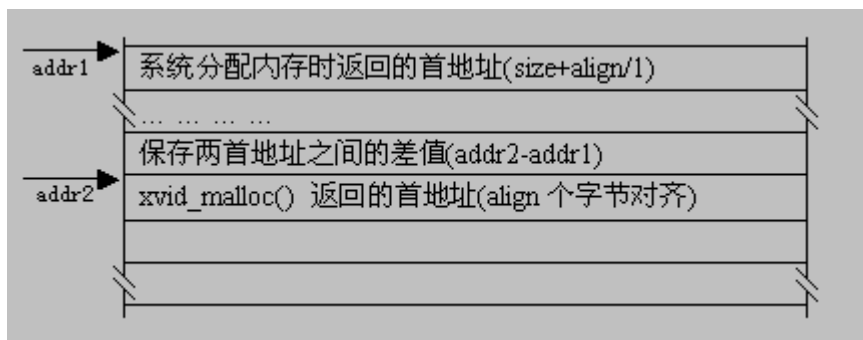 addr1
系统分配内存时返回的首地址(size+align/1)
... ... ... ...
保存两首地址之间的差值(addr2-addr1)
addr2
xvid_malloc() 返回的首地址(align 个字节对齐)